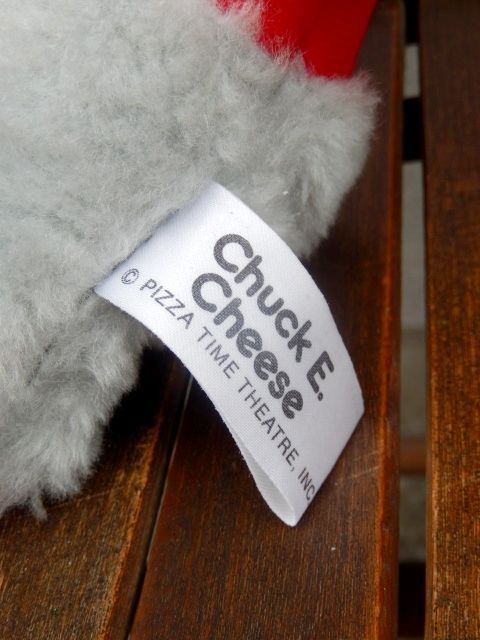 Chuck E.
Cheese
© PIZZA TIME THEATRE, INC